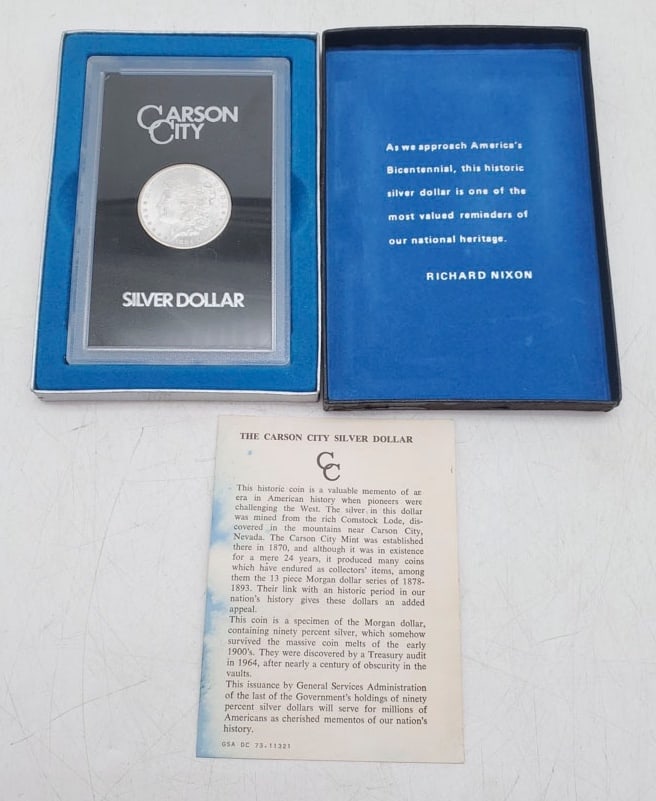 CARSON
CITY
SILVER DOLLAR
As we approach America's
Bicentennial, this historic
silver dollar is one of the
most valued reminders of
our national heritage.
RICHARD NIXON
THE CARSON CITY SILVER DOLLAR
CC
This historic coin is a valuable memento of an
era in American history when pioneers were
challenging the West. The silver in this dollar
was mined from the rich Comstock Lode, dis-
covered in the mountains near Carson City,
Nevada. The Carson City Mint was established
there in 1870, and although it was in existence
for a mere 24 years, it produced many coins
which have endured as collectors' items, among
them the 13 piece Morgan dollar series of 1878-
1893. Their link with an historic period in our
nation's history gives these dollars an added
appeal.
This coin is a specimen of the Morgan dollar,
containing ninety percent silver, which somehow
survived the massive coin melts of the early
1900's. They were discovered by a Treasury audit
in 1964, after nearly a century of obscurity in the
vaults.
This issuance by General Services Administration
of the last of the Government's holdings of ninety
percent silver dollars will serve for millions of
Americans as cherished mementos of our nation's
history.
GSA DC 73-11321